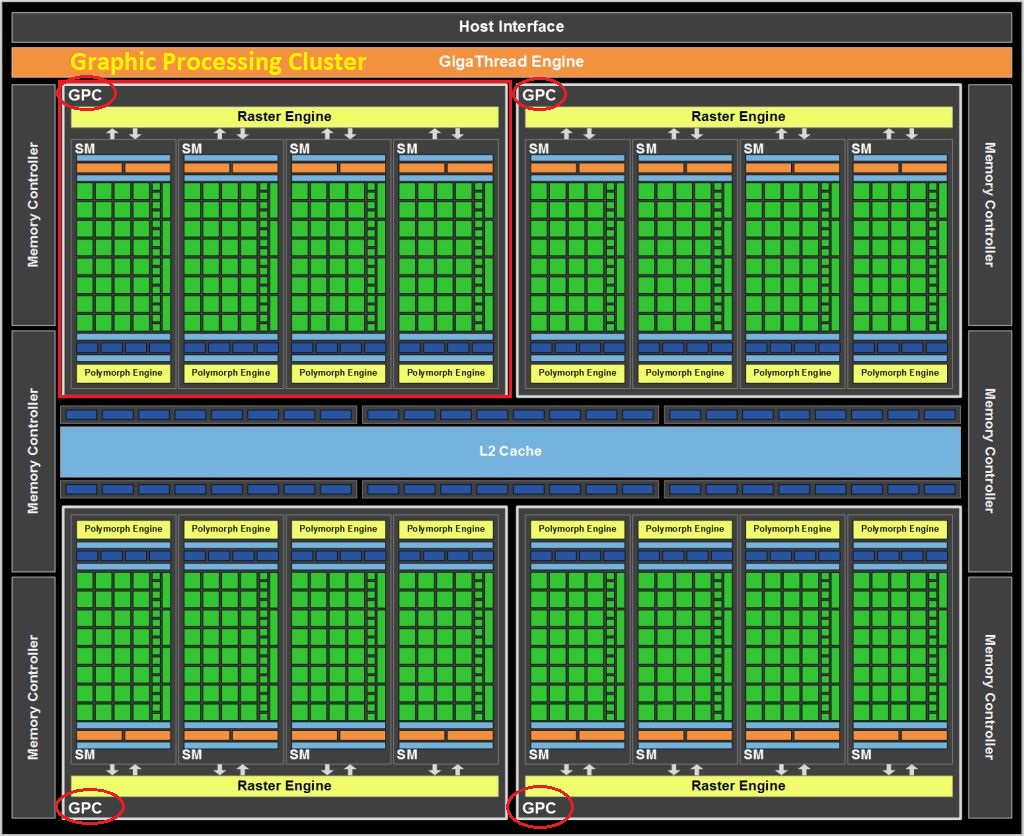 Host Interface
Graphic Processing Cluster
GigaThread Engine
GPC
GPC
Raster Engine
Raster Engine
Memory Controller
Memory Controller
SM
SM
SM
SM
SM
SM
SM
SM
Polymorph Engine
Polymorph Engine
Polymorph Engine
Polymorph Engine
Polymorph Engine
Polymorph Engine
Polymorph Engine
Polymorph Engine
Memory Controller
L2 Cache
Memory Controller
Polymorph Engine
Polymorph Engine
Polymorph Engine
Polymorph Engine
Polymorph Engine
Polymorph Engine
Polymorph Engine
Polymorph Engine
Memory Controller
Memory Controller
SM
SM
SM
SM
SM
SM
SM
SM
Raster Engine
Raster Engine
GPC
GPC